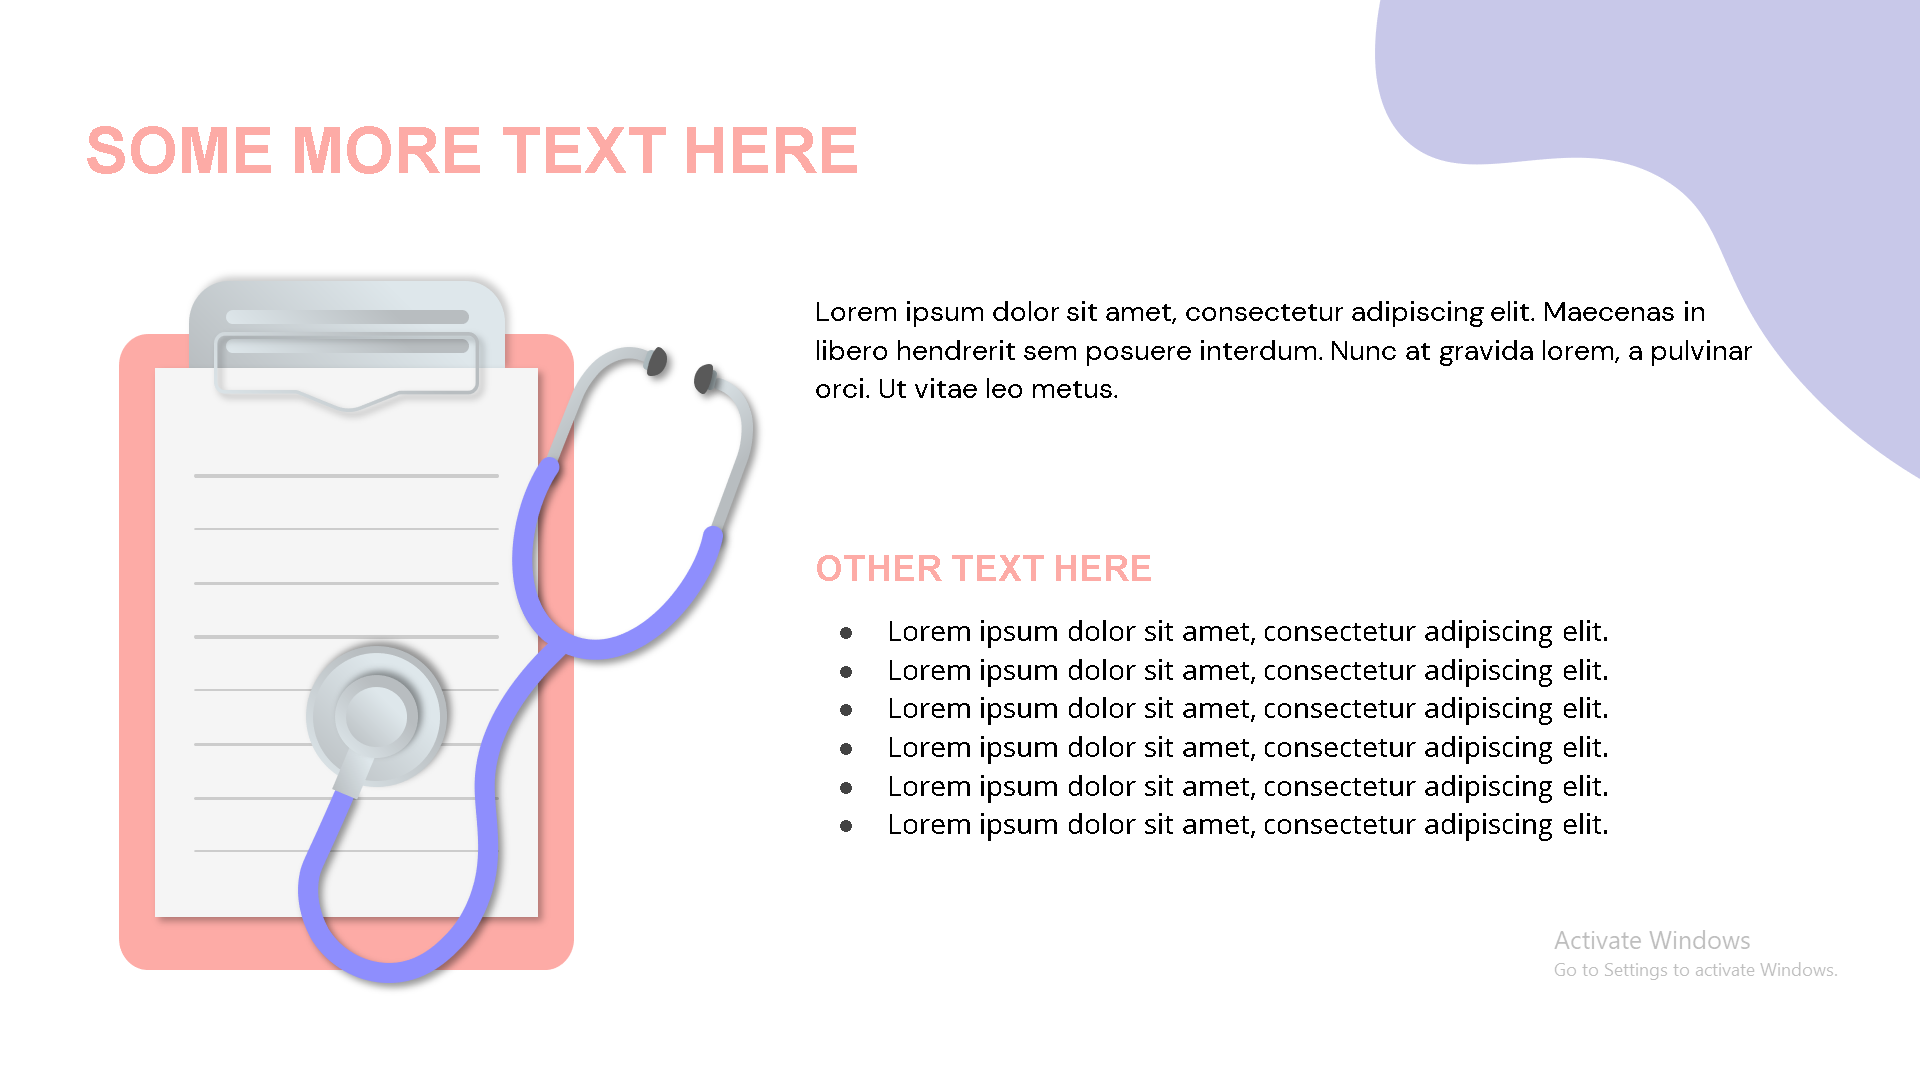 SOME MORE TEXT HERE
Lorem ipsum dolor sit amet, consectetur adipiscing elit. Maecenas in
libero hendrerit sem posuere interdum. Nunc at gravida lorem, a pulvinar
orci. Ut vitae leo metus.
OTHER TEXT HERE
● Lorem ipsum dolor sit amet, consectetur adipiscing elit.
● Lorem ipsum dolor sit amet, consectetur adipiscing elit.
● Lorem ipsum dolor sit amet, consectetur adipiscing elit.
● Lorem ipsum dolor sit amet, consectetur adipiscing elit.
● Lorem ipsum dolor sit amet, consectetur adipiscing elit.
● Lorem ipsum dolor sit amet, consectetur adipiscing elit.
Activate Windows
Go to Settings to activate Windows.